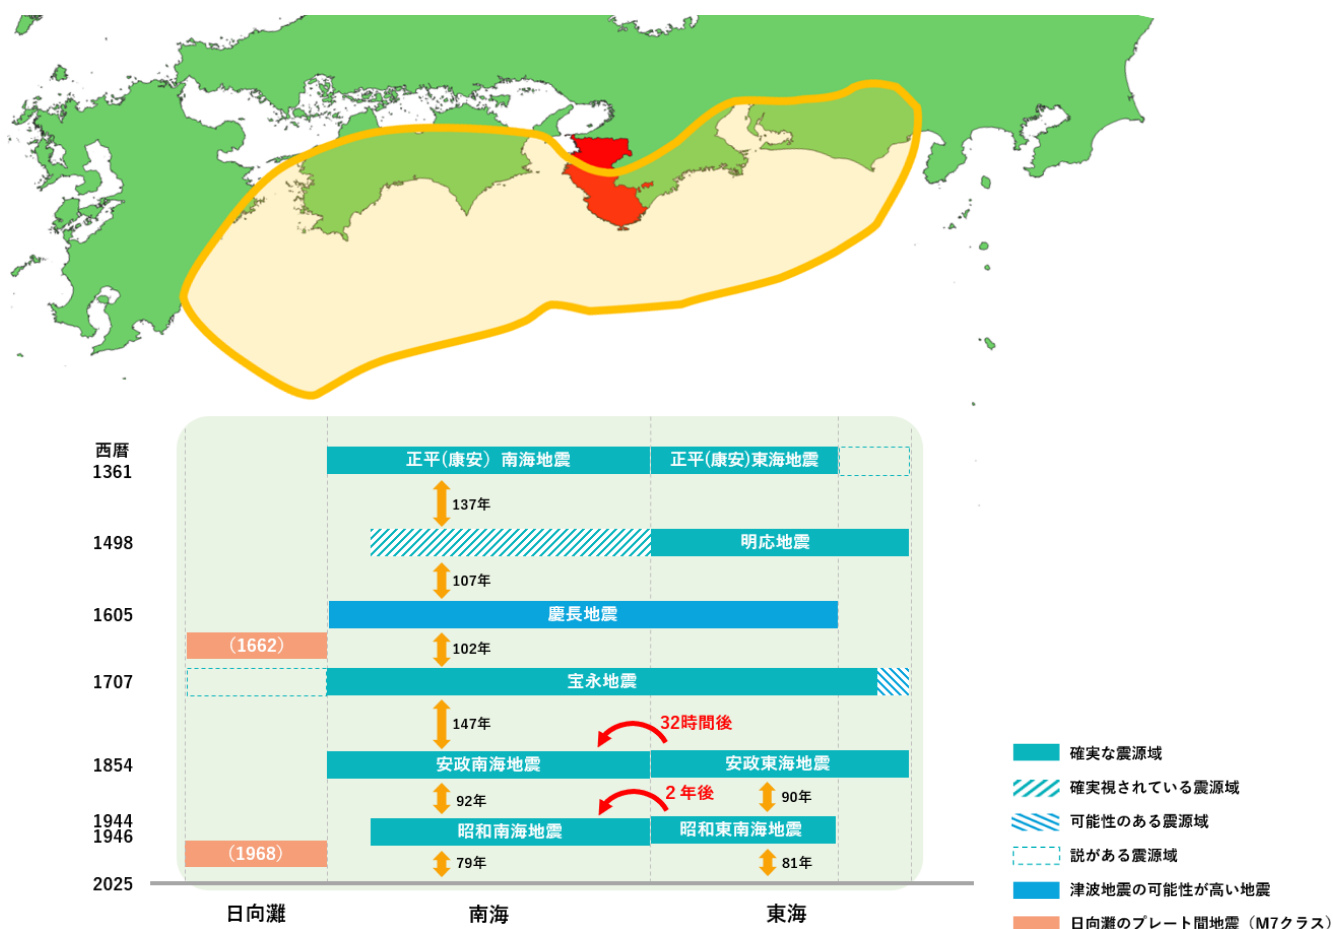 西暦
1361
正平(康安) 南海地震
正平(康安)東海地震
137年
1498
明応地震
107年
1605
慶長地震
(1662)
102年
1707
宝永地震
147年
32時間後
1854
安政南海地震
安政東海地震
92年
2年後
90年
1944
1946
昭和南海地震
昭和東南海地震
(1968)
79年
81年
2025
日向灘
南海
東海
確実な震源域
確実視されている震源域
可能性のある震源域
説がある震源域
津波地震の可能性が高い地震
日向灘のプレート間地震(M7クラス)